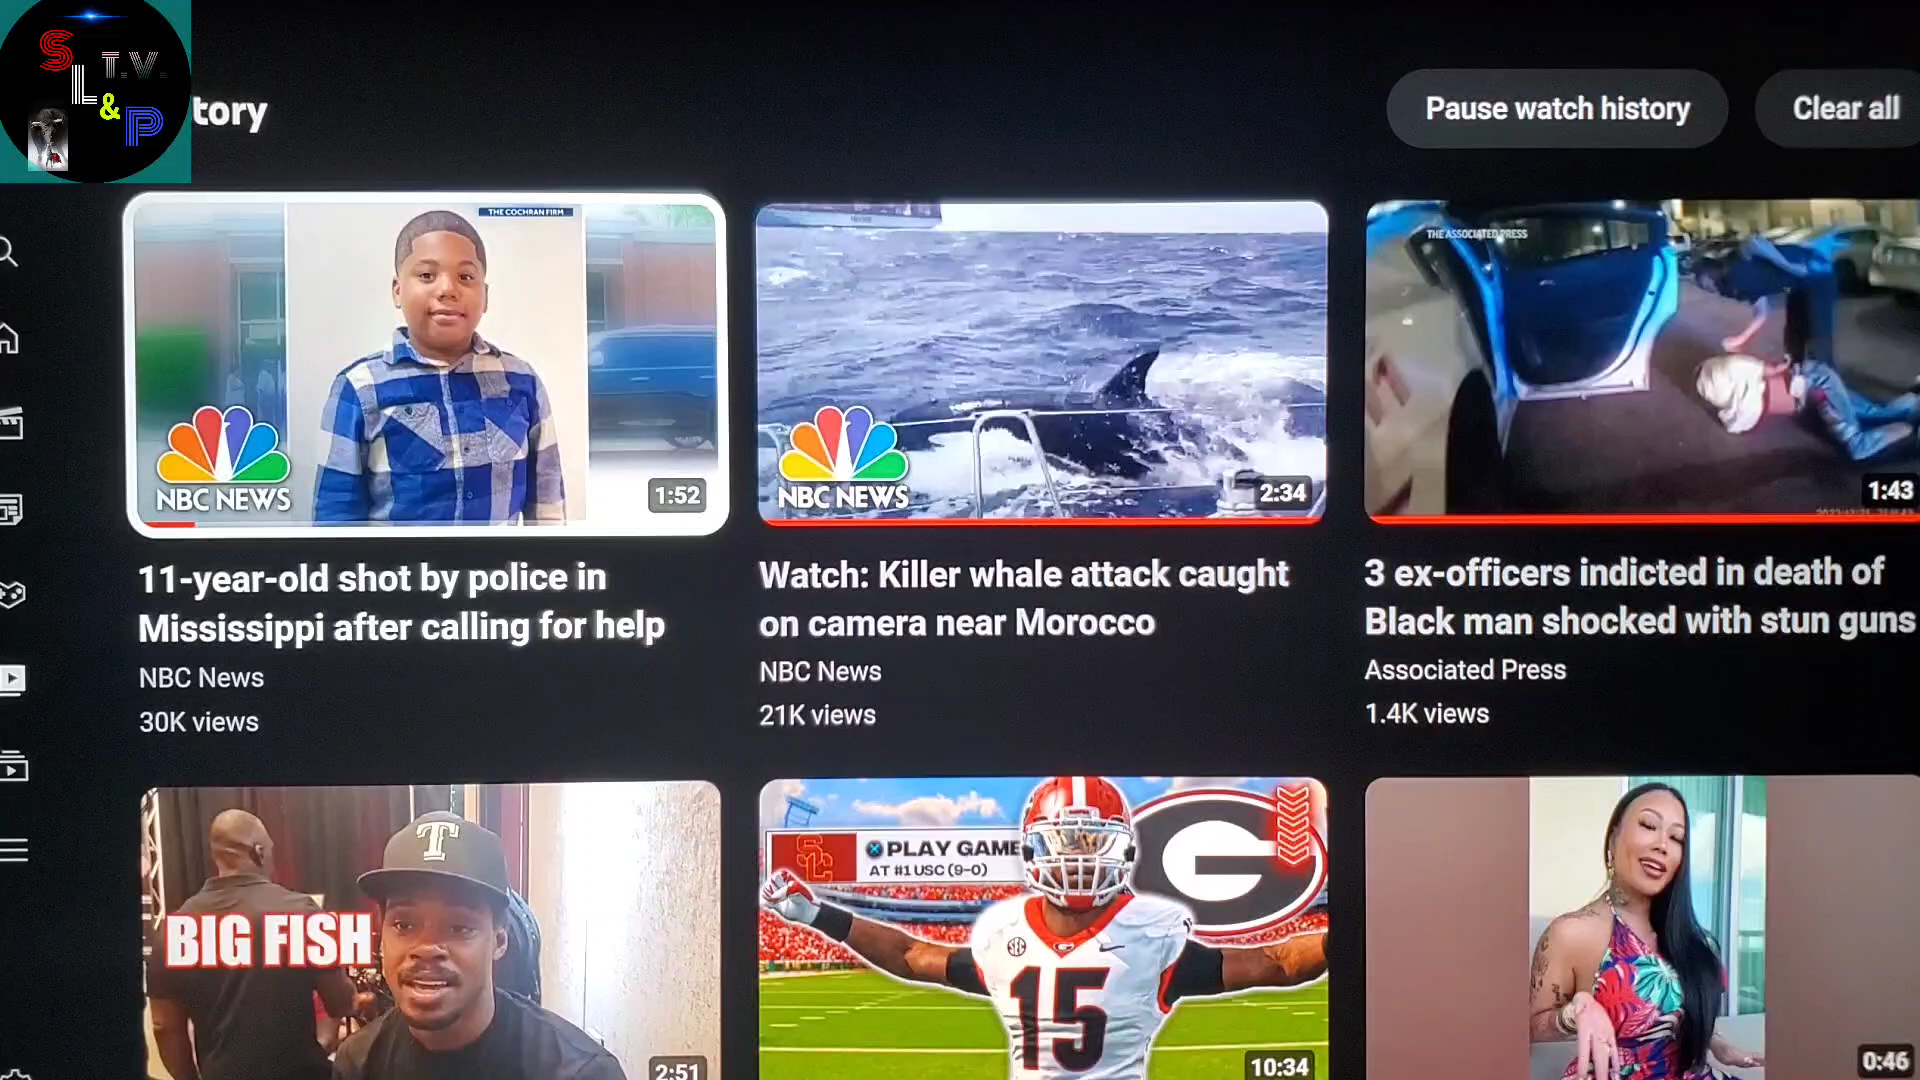 S
L
T.V.
&
P
tory
Pause watch history
Clear all
THE COCHRAN FIRM
NBC NEWS
1:52
NBC NEWS
2:34
THE ASSOCIATED PRESS
1:43
11-year-old shot by police in
Mississippi after calling for help
NBC News
30K views
Watch: Killer whale attack caught
on camera near Morocco
NBC News
21K views
3 ex-officers indicted in death of
Black man shocked with stun guns
Associated Press
1.4K views
T
BIG FISH
2:51
SC
PLAY GAME
AT #1 USC (9-0)
G
SEC
G
15
10:34
0:46